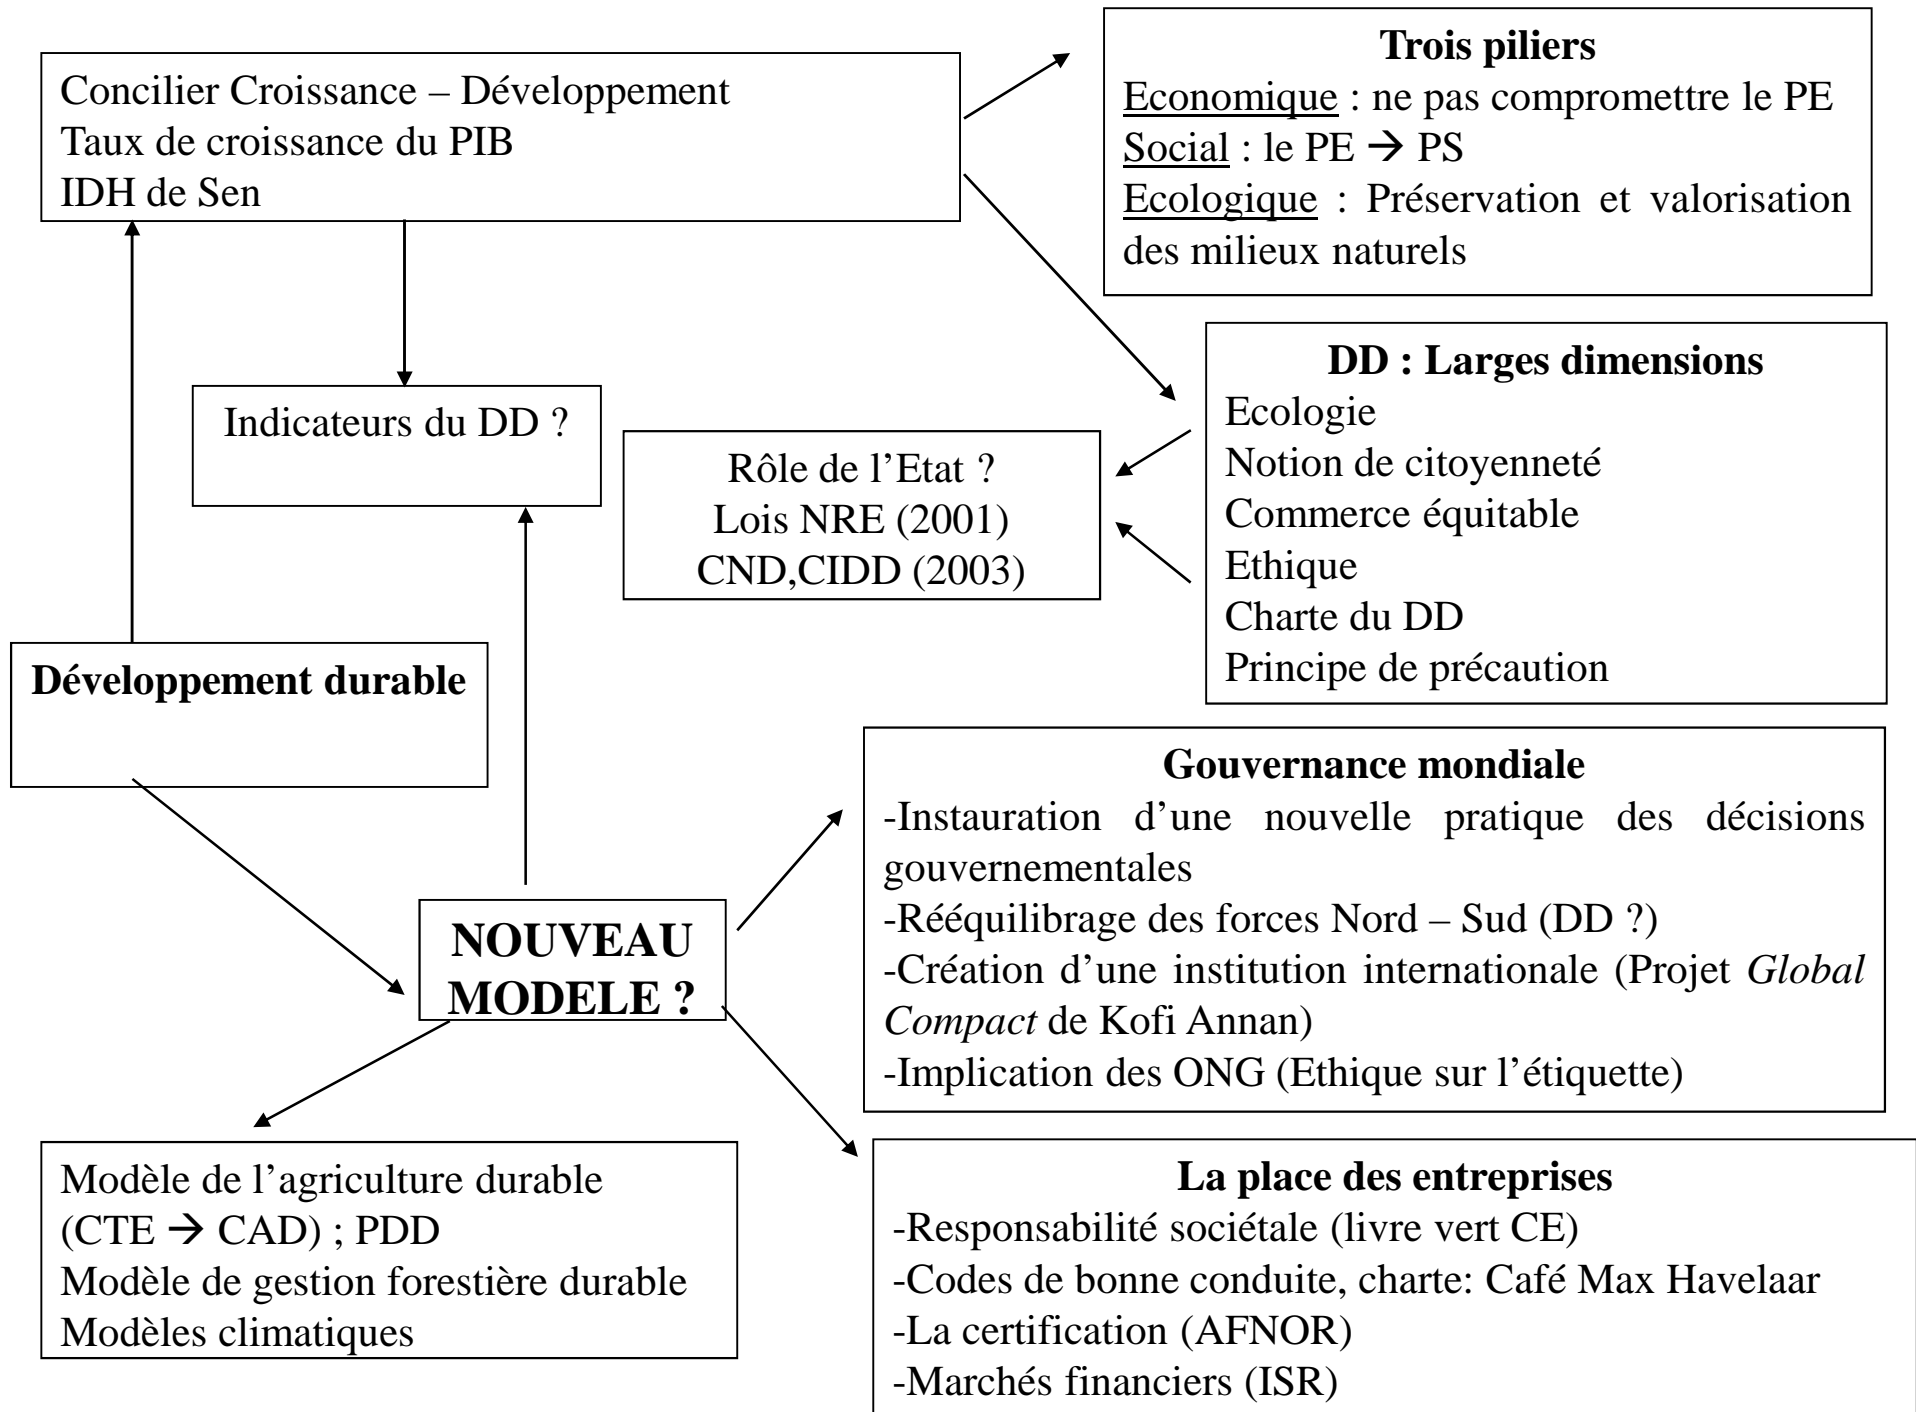 Concilier Croissance – Développement
Taux de croissance du PIB
IDH de Sen
Trois piliers
Economique : ne pas compromettre le PE
Social : le PE → PS
Ecologique : Préservation et valorisation
des milieux naturels
Indicateurs du DD ?
Rôle de l’Etat ?
Lois NRE (2001)
CND,CIDD (2003)
DD : Larges dimensions
Ecologie
Notion de citoyenneté
Commerce équitable
Ethique
Charte du DD
Principe de précaution
Développement durable
NOUVEAU
MODELE ?
Gouvernance mondiale
-Instauration d’une nouvelle pratique des décisions
gouvernementales
-Rééquilibrage des forces Nord – Sud (DD ?)
-Création d’une institution internationale (Projet Global
Compact de Kofi Annan)
-Implication des ONG (Ethique sur l’étiquette)
Modèle de l’agriculture durable
(CTE → CAD) ; PDD
Modèle de gestion forestière durable
Modèles climatiques
La place des entreprises
-Responsabilité sociétale (livre vert CE)
-Codes de bonne conduite, charte: Café Max Havelaar
-La certification (AFNOR)
-Marchés financiers (ISR)